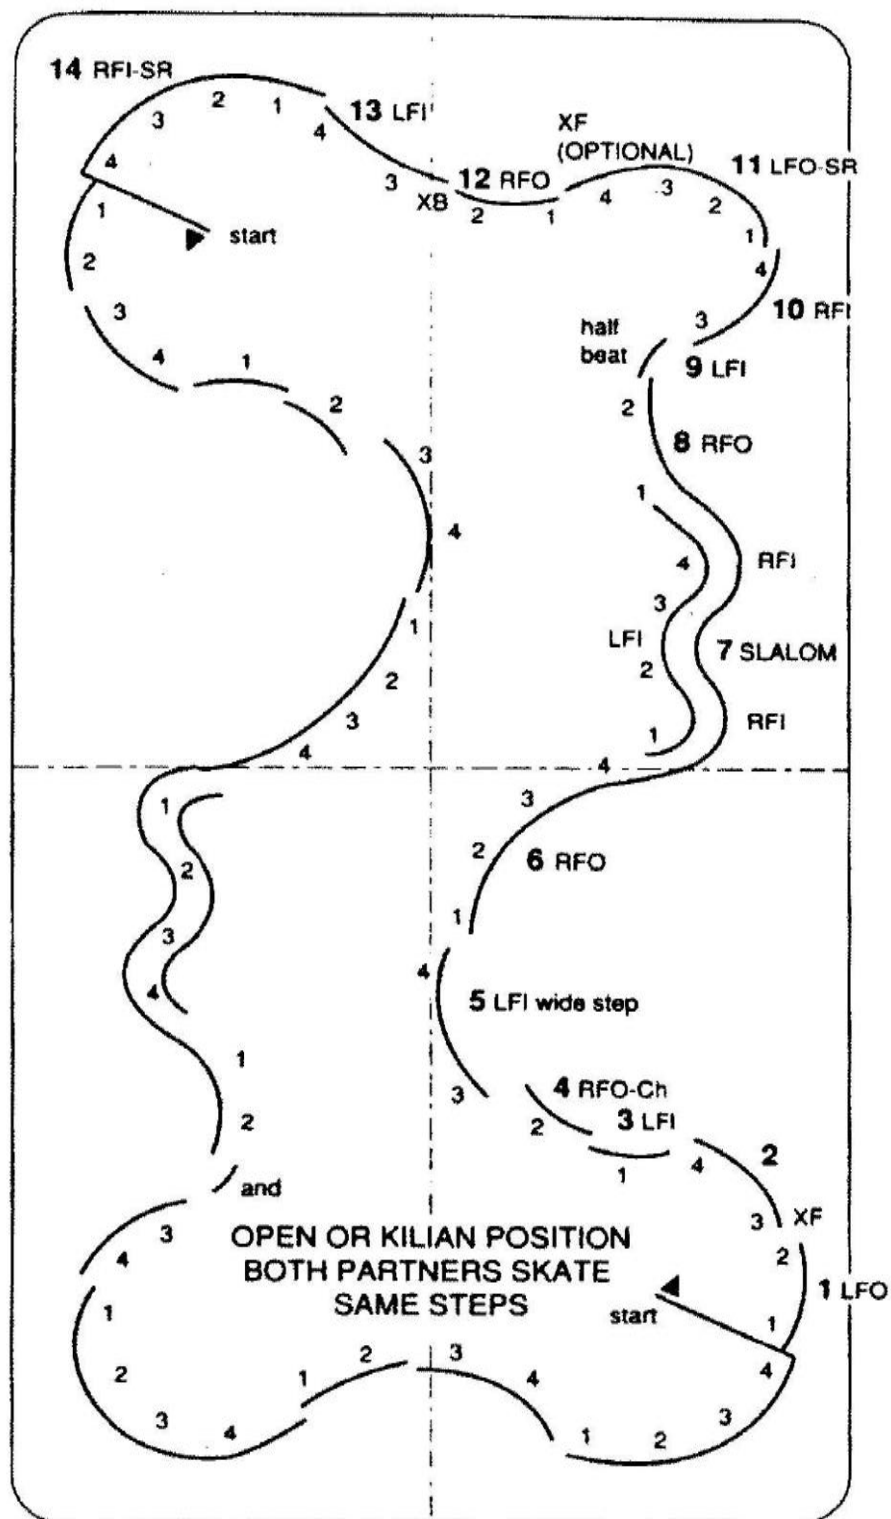 14 RFI-SR
3
2
1
4
13 LFI
4
3
XB
12 RFO
2
1
XF
(OPTIONAL)
4
3
2
1
11 LFO-SR
4
3
10 RFI
half
beat
9 LFI
2
8 RFO
1
start
1
2
3
4
1
2
3
4
4
3
RFI
LFI
7 SLALOM
2
RFI
1
1
2
3
4
4
3
2
1
6 RFO
1
2
3
4
4
5 LFI wide step
3
4 RFO-Ch
2
3 LFI
1
4
2
3
XF
2
1 LFO
1
1
2
and
3
4
OPEN OR KILIAN POSITION
BOTH PARTNERS SKATE
SAME STEPS
start
1
2
3
4
1
2
3
4
1
2
3
4